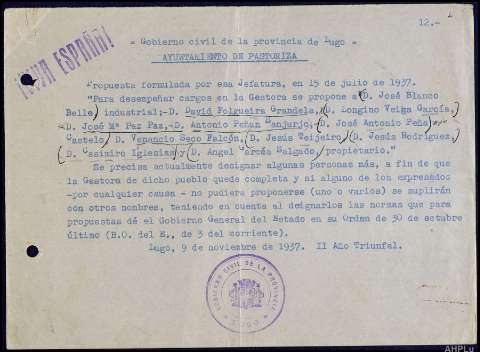 12.-
¡VIVA ESPAÑA!
- Gobierno civil de la provincia de Lugo -
AYUNTAMIENTO DE PASTORIZA
Propuesta formulada por esa Jefatura, en 15 de julio de 1937.
"Para desempeñar cargos en la Gestora se propone a D. José Blanco
Bello, industrial;-D. David Folgueira Grandela, D. Longino Veiga García,
-D. José Mª Paz Paz,-D. Antonio Peña Sanjurjo, D. José Antonio Peña
Castelo, D. Venancio Seco Falcón, D. Jesús Teijeiro, D. Jesús Rodríguez,
D. Casimiro Iglesias y D. Angel García Salgado, propietario."
Se precisa actualmente designar algunas personas más, a fin de que
la Gestora de dicho pueblo quede completa y si alguno de los expresados
-por cualquier causa- no pudiera proponerse (uno o varios) se suplirán
con otros nombres, teniendo en cuenta al designarlos las normas que para
propuestas dá el Gobierno General del Estado en su Orden de 30 de octubre
último (B.O. del E., de 3 del corriente).
Lugo, 9 de noviembre de 1937. II Año Triunfal.
GOBIERNO CIVIL DE LA PROVINCIA
LUGO
AHPLu